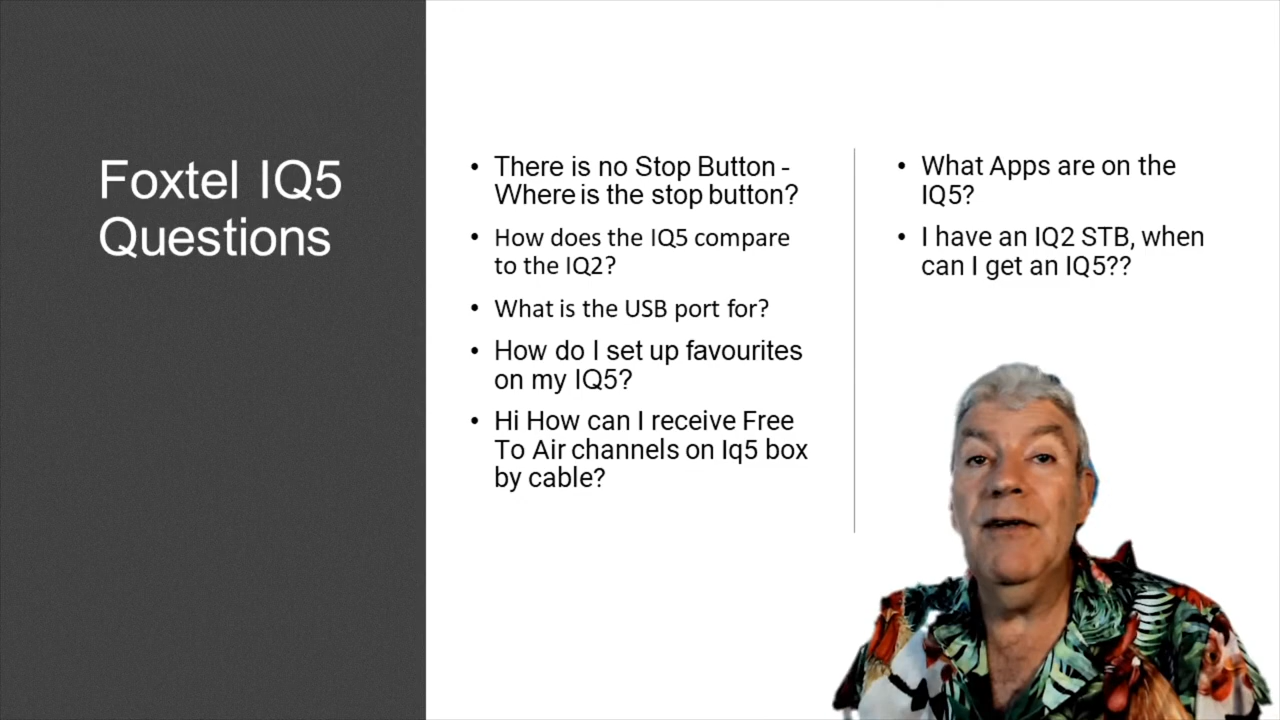 Foxtel IQ5
Questions
• There is no Stop Button -
Where is the stop button?
• How does the IQ5 compare
to the IQ2?
• What is the USB port for?
• How do I set up favourites
on my IQ5?
• Hi How can I receive Free
To Air channels on Iq5 box
by cable?
• What Apps are on the
IQ5?
• I have an IQ2 STB, when
can I get an IQ5??